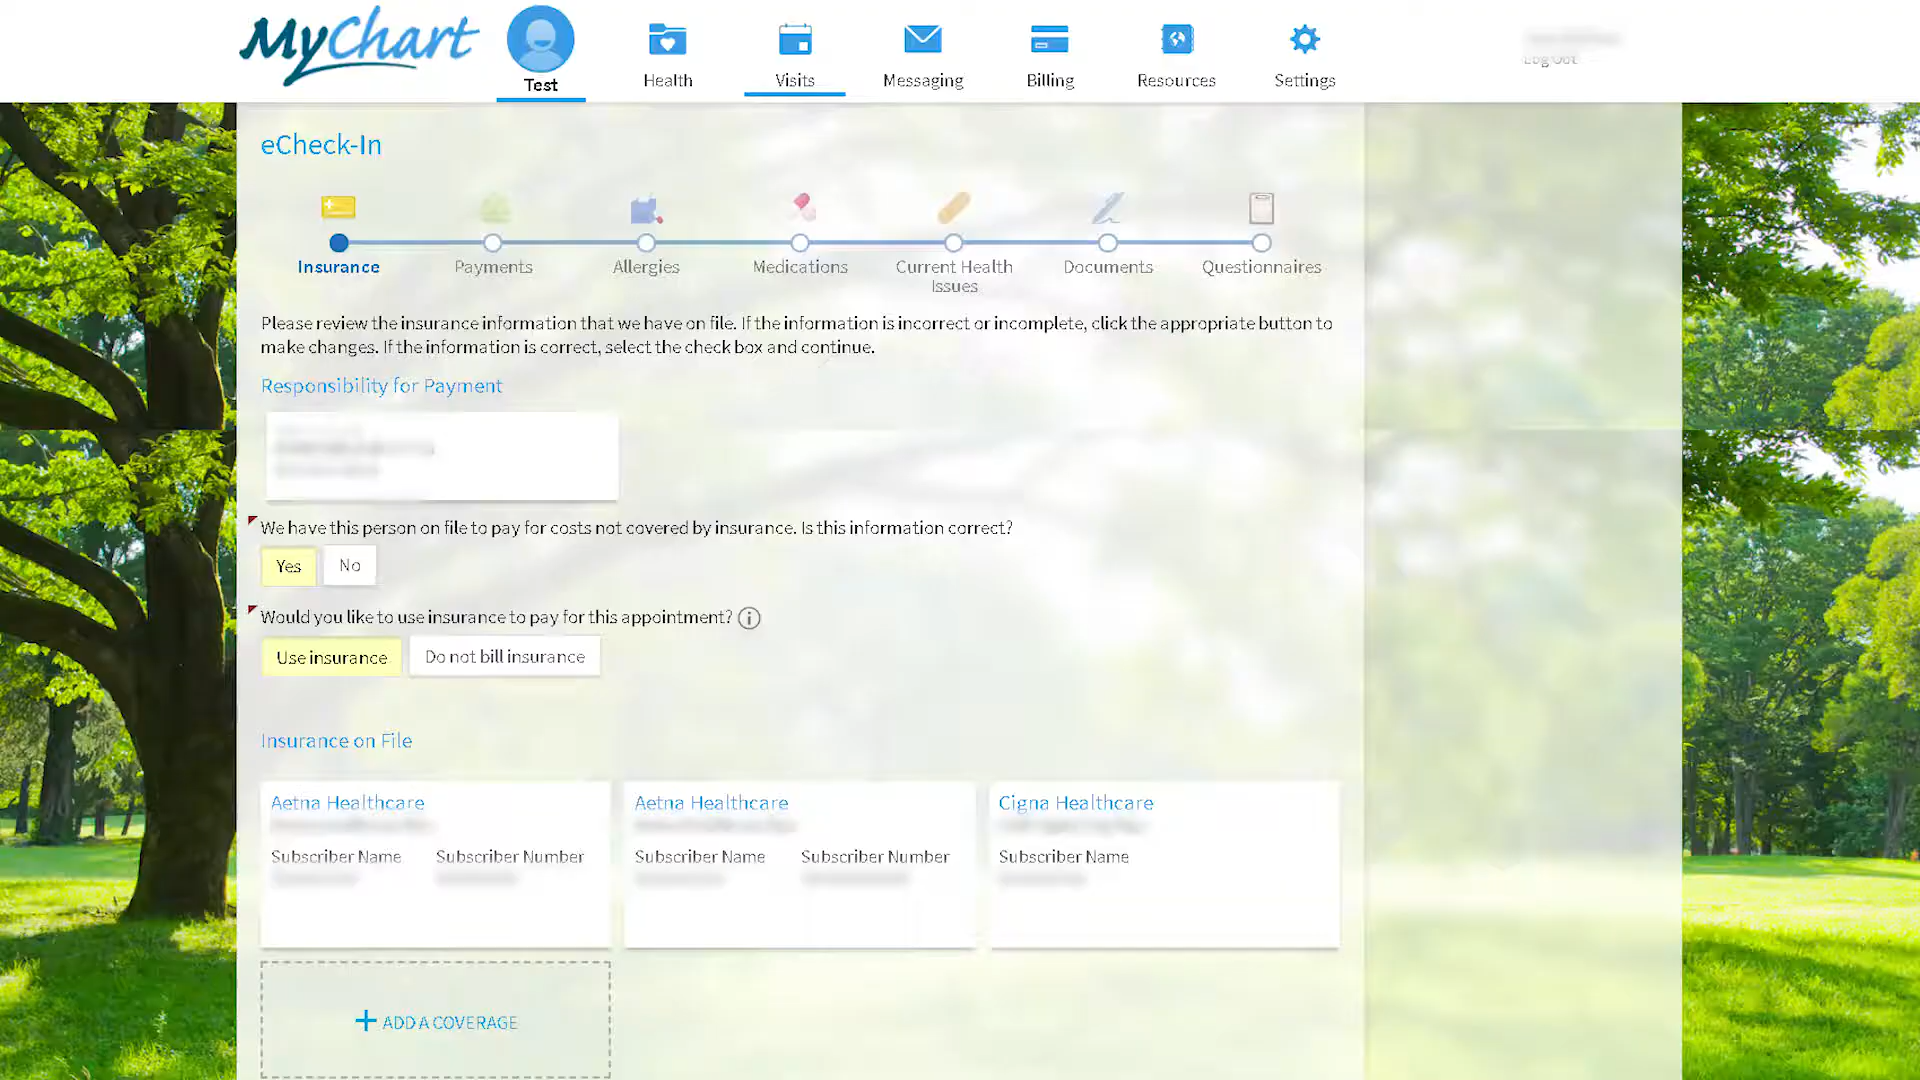 MyChart
Test
Health
Visits
Messaging
Billing
Resources
Settings
Log Out
eCheck-In
Insurance
Payments
Allergies
Medications
Current Health
Issues
Documents
Questionnaires
Please review the insurance information that we have on file. If the information is incorrect or incomplete, click the appropriate button to
make changes. If the information is correct, select the check box and continue.
Responsibility for Payment
We have this person on file to pay for costs not covered by insurance. Is this information correct?
Yes No
Would you like to use insurance to pay for this appointment?
Use insurance Do not bill insurance
Insurance on File
Aetna Healthcare
Subscriber Name Subscriber Number
Aetna Healthcare
Subscriber Name Subscriber Number
Cigna Healthcare
Subscriber Name
+ ADD A COVERAGE